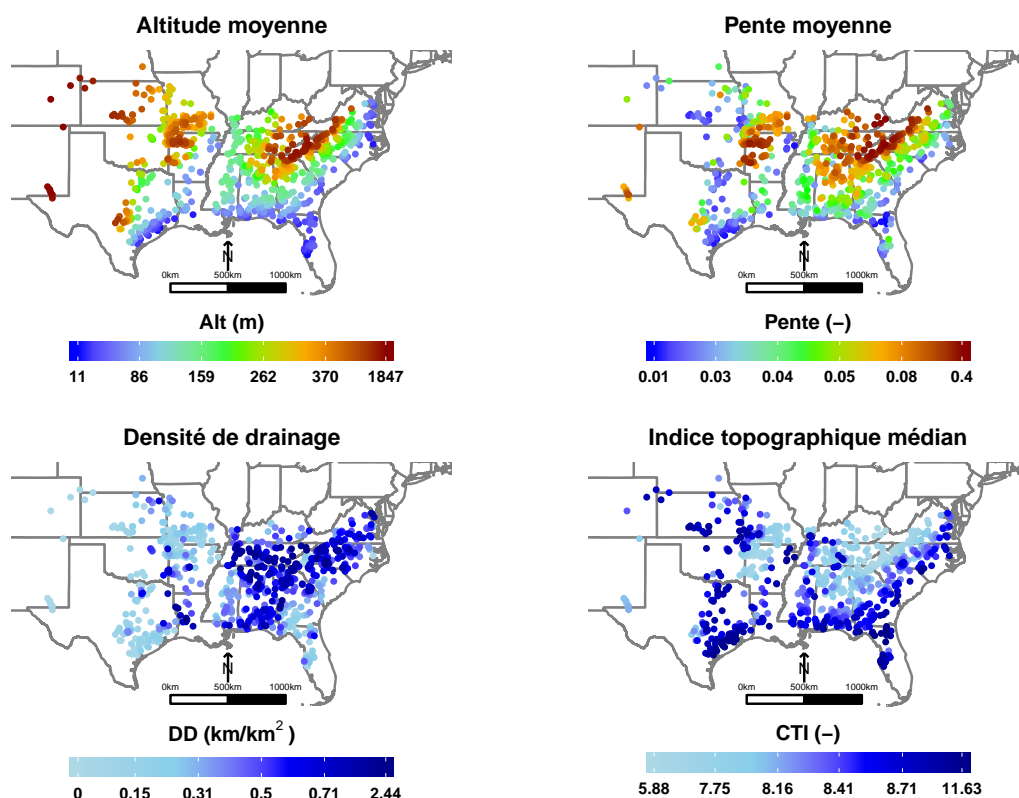 Altitude moyenne
N
0km 500km 1000km
Alt (m)
11 86 159 262 370 1847
Pente moyenne
N
0km 500km 1000km
Pente (−)
0.01 0.03 0.04 0.05 0.08 0.4
Densité de drainage
N
0km 500km 1000km
DD (km/km²)
0 0.15 0.31 0.5 0.71 2.44
Indice topographique médian
N
0km 500km 1000km
CTI (−)
5.88 7.75 8.16 8.41 8.71 11.63